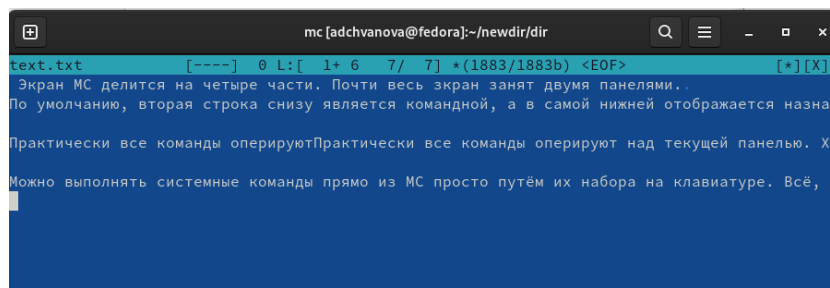 mc [adchvanova@fedora]:~/newdir/dir
text.txt [----] 0 L:[ 1+ 6 7/ 7] *(1883/1883b) <EOF> [*][X]
Экран МС делится на четыре части. Почти весь зкран занят двумя панелями..
По умолчанию, вторая строка снизу является командной, а в самой нижней отображается назна
Практически все команды оперируютПрактически все команды оперируют над текущей панелью. Х
Можно выполнять системные команды прямо из МС просто путём их набора на клавиатуре. Всё,